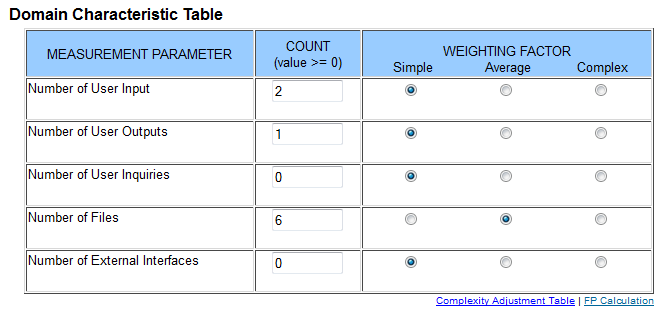 Domain Characteristic Table
MEASUREMENT PARAMETER
COUNT
(value >= 0)
WEIGHTING FACTOR
Simple Average Complex
Number of User Input 2
Number of User Outputs 1
Number of User Inquiries 0
Number of Files 6
Number of External Interfaces 0
Complexity Adjustment Table | FP Calculation